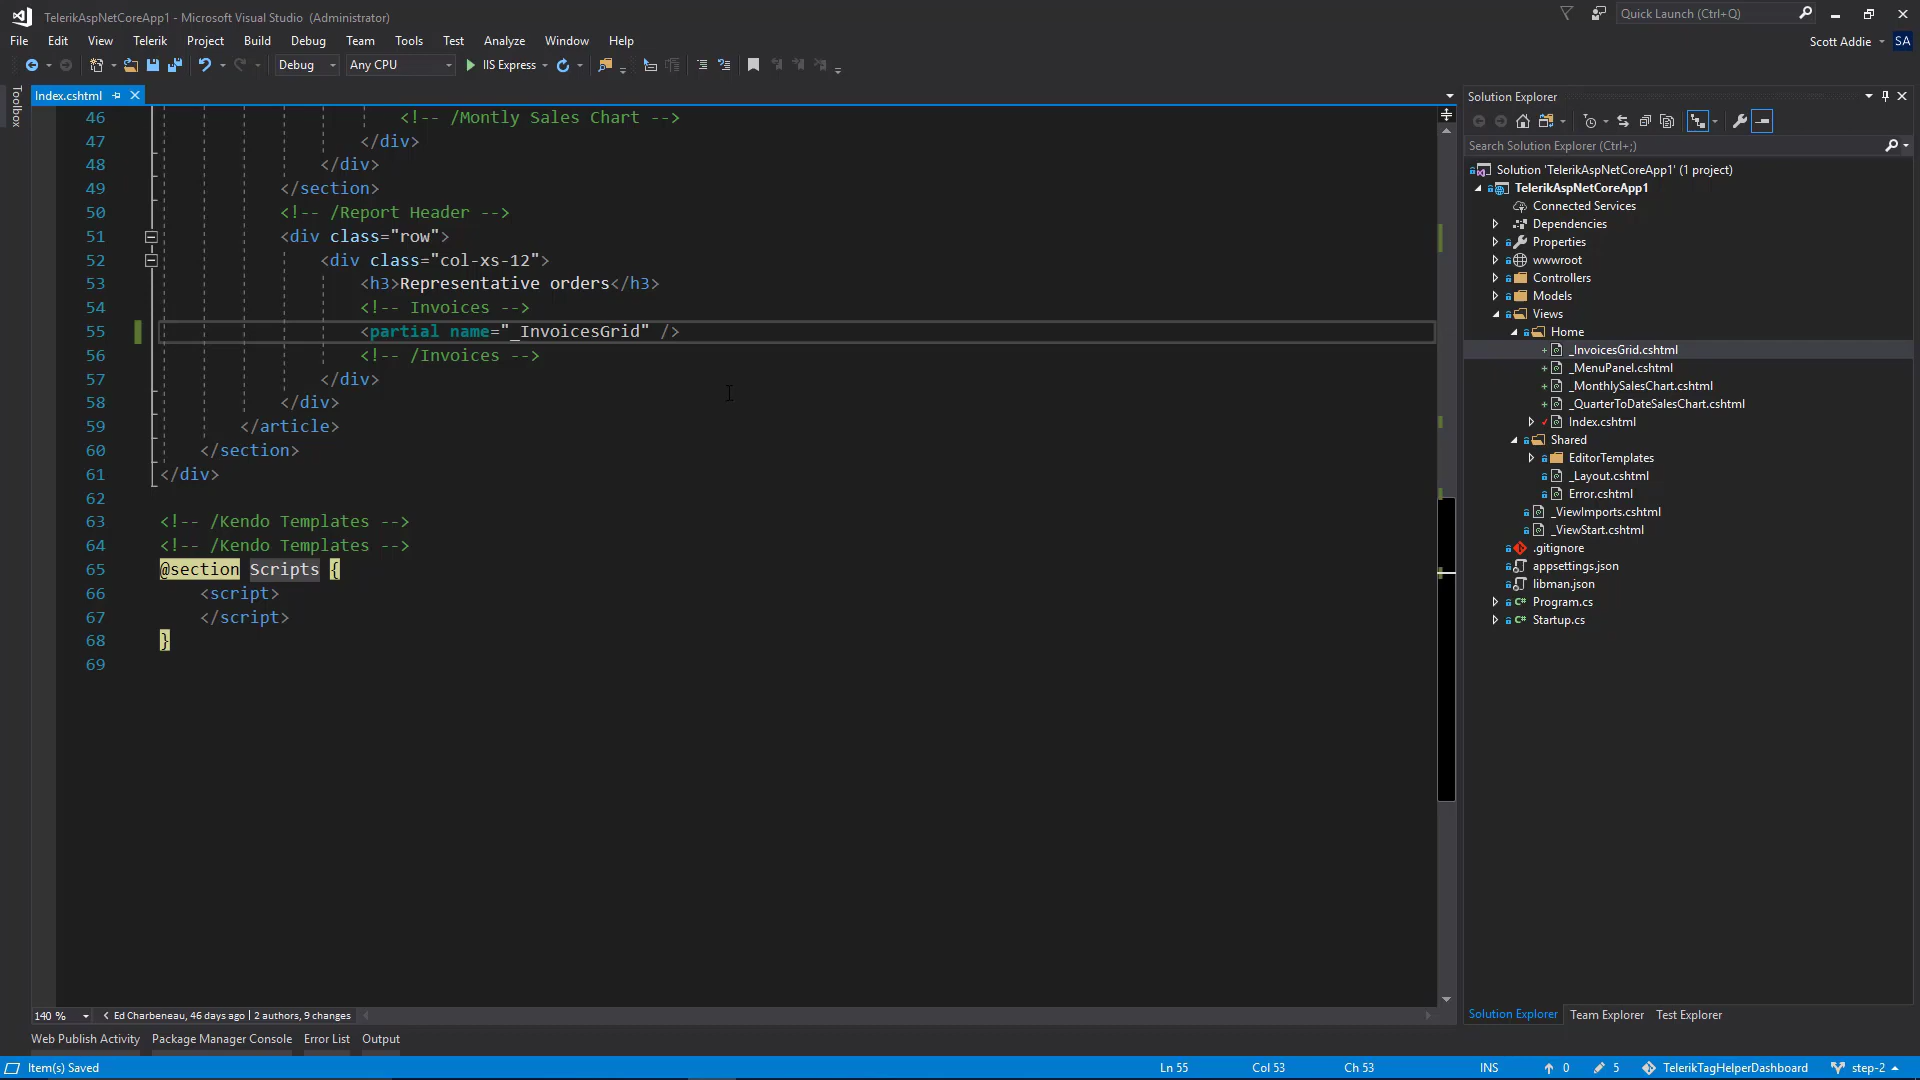 TelerikAspNetCoreApp1 - Microsoft Visual Studio (Administrator)
Quick Launch (Ctrl+Q)
File Edit View Telerik Project Build Debug Team Tools Test Analyze Window Help
Scott Addie SA
Debug Any CPU IIS Express
Toolbox
Index.cshtml
46 <!-- /Montly Sales Chart -->
47 </div>
48 </div>
49 </section>
50 <!-- /Report Header -->
51 <div class="row">
52 <div class="col-xs-12">
53 <h3>Representative orders</h3>
54 <!-- Invoices -->
55 <partial name="_InvoicesGrid" />
56 <!-- /Invoices -->
57 </div>
58 </div>
59 </article>
60 </section>
61 </div>
62
63 <!-- /Kendo Templates -->
64 <!-- /Kendo Templates -->
65 @section Scripts {
66 <script>
67 </script>
68 }
69
140 % Ed Charbeneau, 46 days ago | 2 authors, 9 changes
Solution Explorer
Search Solution Explorer (Ctrl+;)
Solution 'TelerikAspNetCoreApp1' (1 project)
TelerikAspNetCoreApp1
Connected Services
Dependencies
Properties
wwwroot
Controllers
Models
Views
Home
_InvoicesGrid.cshtml
_MenuPanel.cshtml
_MonthlySalesChart.cshtml
_QuarterToDateSalesChart.cshtml
Index.cshtml
Shared
EditorTemplates
_Layout.cshtml
Error.cshtml
_ViewImports.cshtml
_ViewStart.cshtml
.gitignore
appsettings.json
libman.json
C# Program.cs
C# Startup.cs
Solution Explorer Team Explorer Test Explorer
Web Publish Activity Package Manager Console Error List Output
Item(s) Saved Ln 55 Col 53 Ch 53 INS 0 5 TelerikTagHelperDashboard step-2